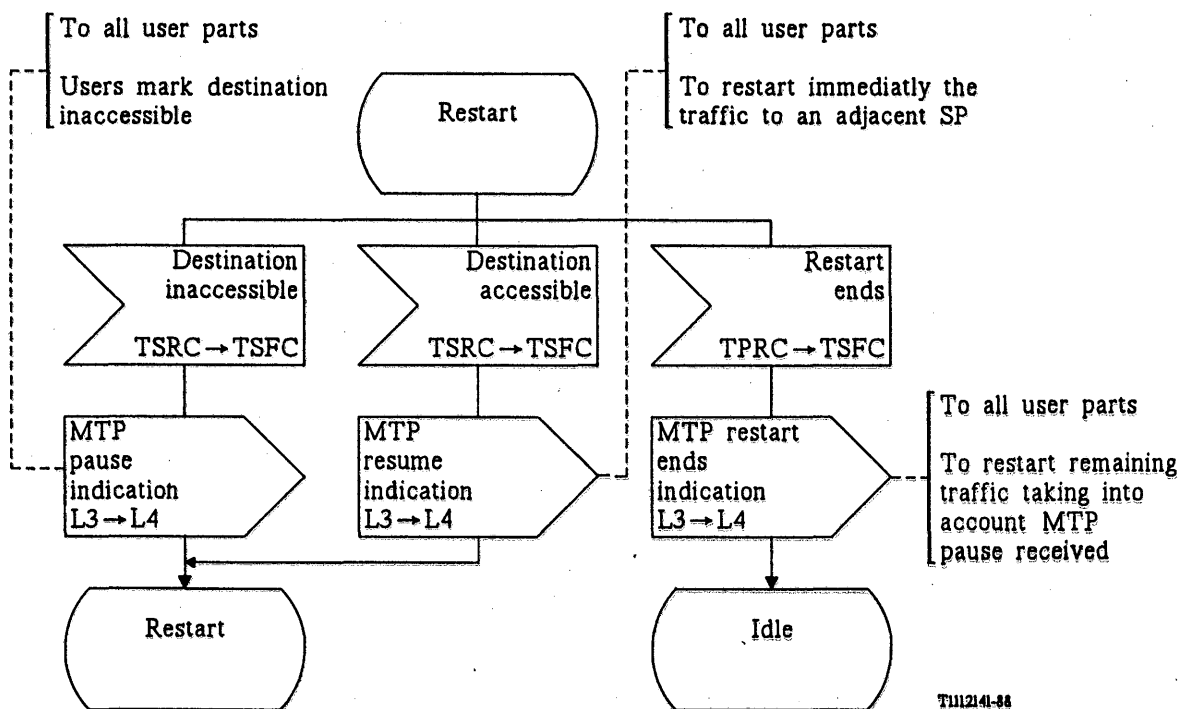 To all user parts
Users mark destination
inaccessible
Restart
To all user parts
To restart immediatly the
traffic to an adjacent SP
Destination
inaccessible
TSRC→TSFC
Destination
accessible
TSRC→TSFC
Restart
ends
TPRC→TSFC
MTP
pause
indication
L3→L4
MTP
resume
indication
L3→L4
MTP restart
ends
indication
L3→L4
To all user parts
To restart remaining
traffic taking into
account MTP
pause received
Restart
Idle
T1112141-88